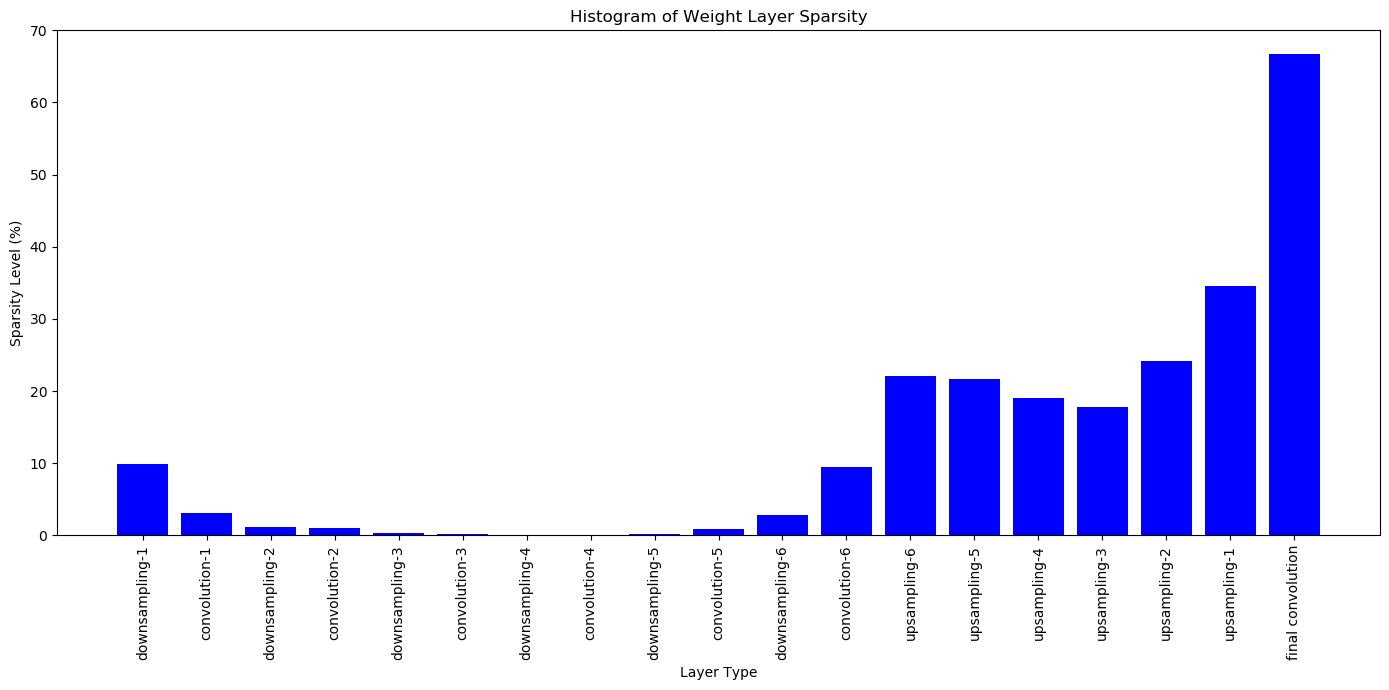 Histogram of Weight Layer Sparsity
Sparsity Level (%)
70
60
50
40
30
20
10
0
downsampling-1
convolution-1
downsampling-2
convolution-2
downsampling-3
convolution-3
downsampling-4
convolution-4
downsampling-5
convolution-5
downsampling-6
convolution-6
upsampling-6
upsampling-5
upsampling-4
upsampling-3
upsampling-2
upsampling-1
final convolution
Layer Type